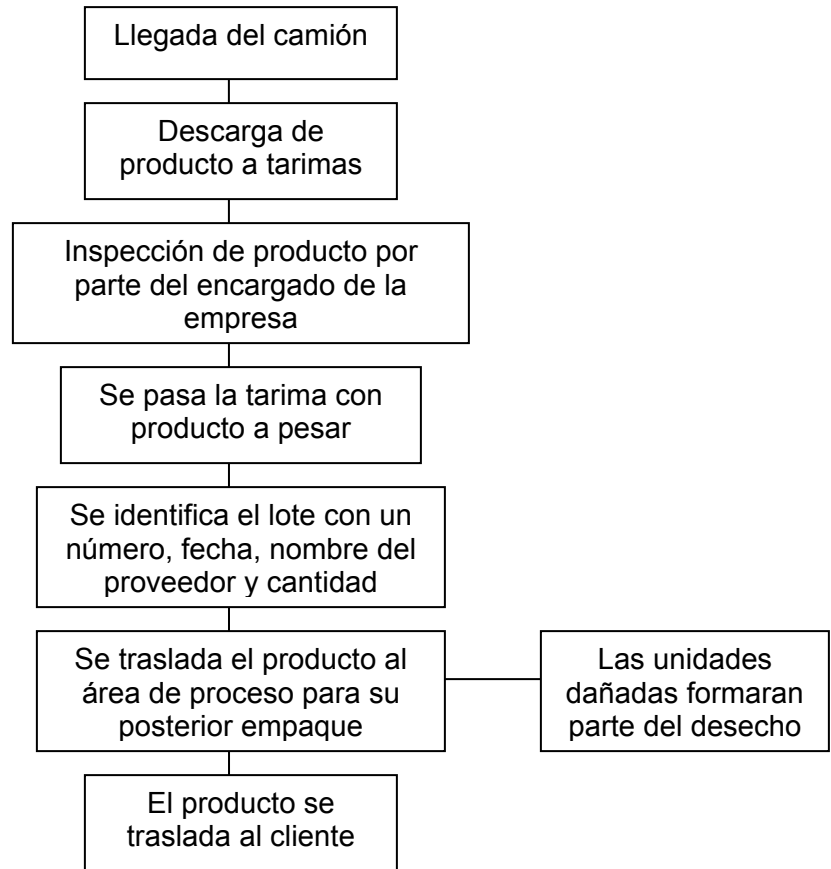 Llegada del camión
Descarga de
producto a tarimas
Inspección de producto por
parte del encargado de la
empresa
Se pasa la tarima con
producto a pesar
Se identifica el lote con un
número, fecha, nombre del
proveedor y cantidad
Se traslada el producto al
área de proceso para su
posterior empaque
Las unidades
dañadas formaran
parte del desecho
El producto se
traslada al cliente